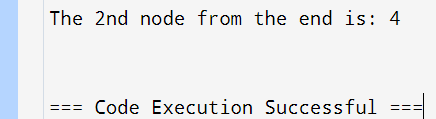 The 2nd node from the end is: 4
=== Code Execution Successful ===